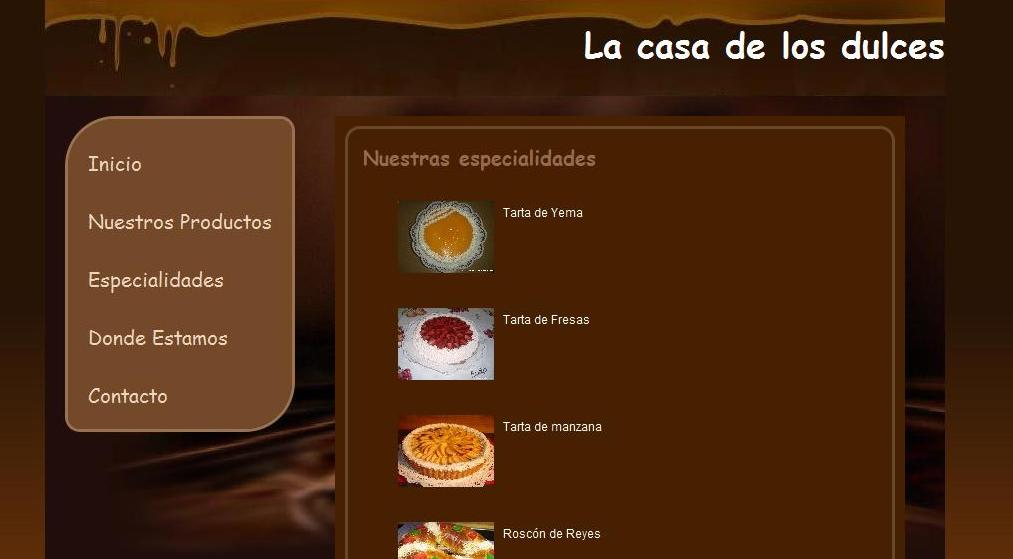 La casa de los dulces
Inicio
Nuestros Productos
Especialidades
Donde Estamos
Contacto
Nuestras especialidades
Tarta de Yema
Tarta de Fresas
Tarta de manzana
Roscón de Reyes